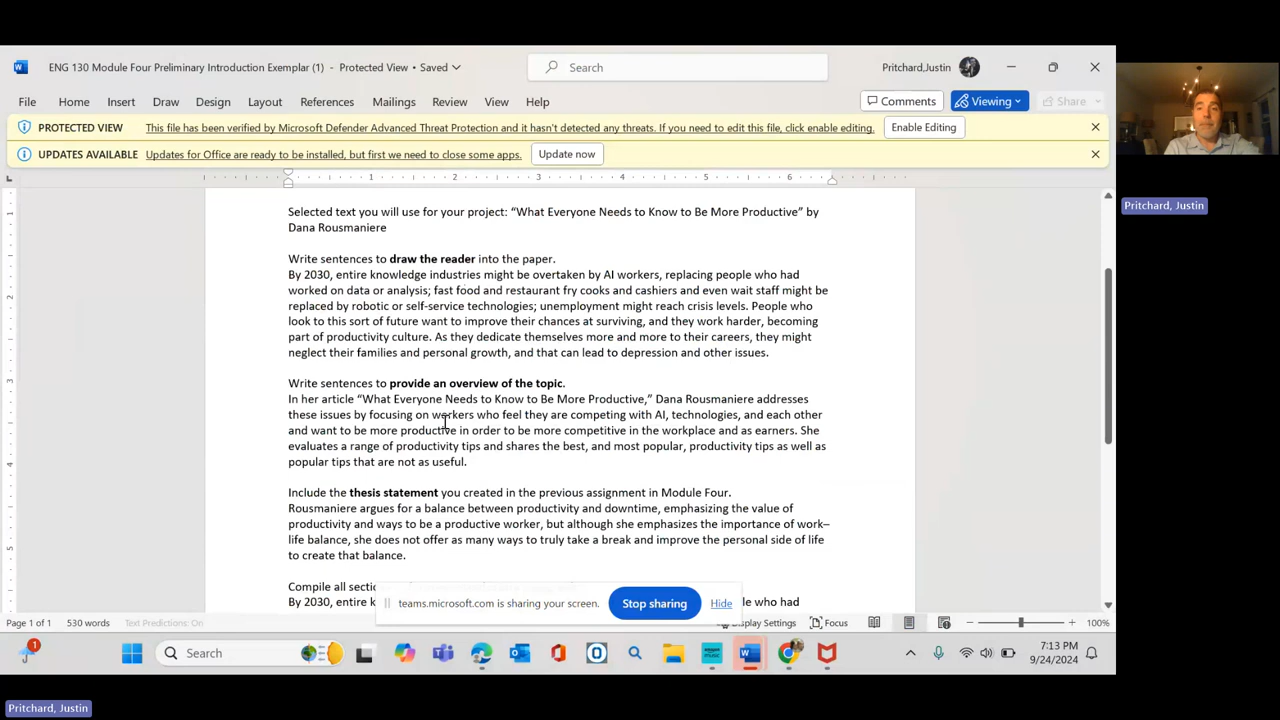 ENG 130 Module Four Preliminary Introduction Exemplar (1) - Protected View • Saved
Search
Pritchard,Justin
File Home Insert Draw Design Layout References Mailings Review View Help
Comments
Viewing
Share
PROTECTED VIEW This file has been verified by Microsoft Defender Advanced Threat Protection and it hasn't detected any threats. If you need to edit this file, click enable editing. Enable Editing
UPDATES AVAILABLE Updates for Office are ready to be installed, but first we need to close some apps. Update now
1 2 3 4 5 6
Selected text you will use for your project: “What Everyone Needs to Know to Be More Productive” by
Dana Rousmaniere
Write sentences to draw the reader into the paper.
By 2030, entire knowledge industries might be overtaken by AI workers, replacing people who had
worked on data or analysis; fast food and restaurant fry cooks and cashiers and even wait staff might be
replaced by robotic or self-service technologies; unemployment might reach crisis levels. People who
look to this sort of future want to improve their chances at surviving, and they work harder, becoming
part of productivity culture. As they dedicate themselves more and more to their careers, they might
neglect their families and personal growth, and that can lead to depression and other issues.
Write sentences to provide an overview of the topic.
In her article “What Everyone Needs to Know to Be More Productive,” Dana Rousmaniere addresses
these issues by focusing on workers who feel they are competing with AI, technologies, and each other
and want to be more productive in order to be more competitive in the workplace and as earners. She
evaluates a range of productivity tips and shares the best, and most popular, productivity tips as well as
popular tips that are not as useful.
Include the thesis statement you created in the previous assignment in Module Four.
Rousmaniere argues for a balance between productivity and downtime, emphasizing the value of
productivity and ways to be a productive worker, but although she emphasizes the importance of work–
life balance, she does not offer as many ways to truly take a break and improve the personal side of life
to create that balance.
Compile all
By 2030, entire who had
teams.microsoft.com is sharing your screen. Stop sharing Hide
1
2
3
4
5
Page 1 of 1 530 words Text Predictions: On Display Settings Focus 100%
1
Search
7:13 PM
9/24/2024
Pritchard, Justin
Pritchard, Justin